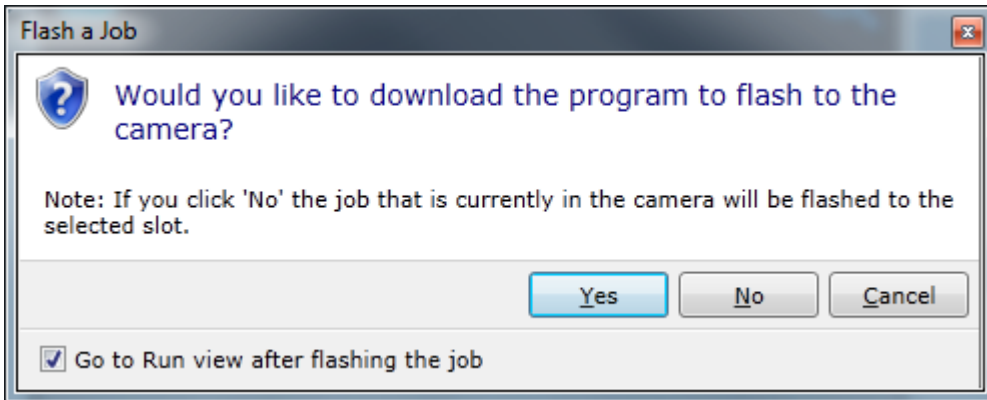 Flash a Job
Would you like to download the program to flash to the
camera?
Note: If you click 'No' the job that is currently in the camera will be flashed to the
selected slot.
Yes
No
Cancel
Go to Run view after flashing the job